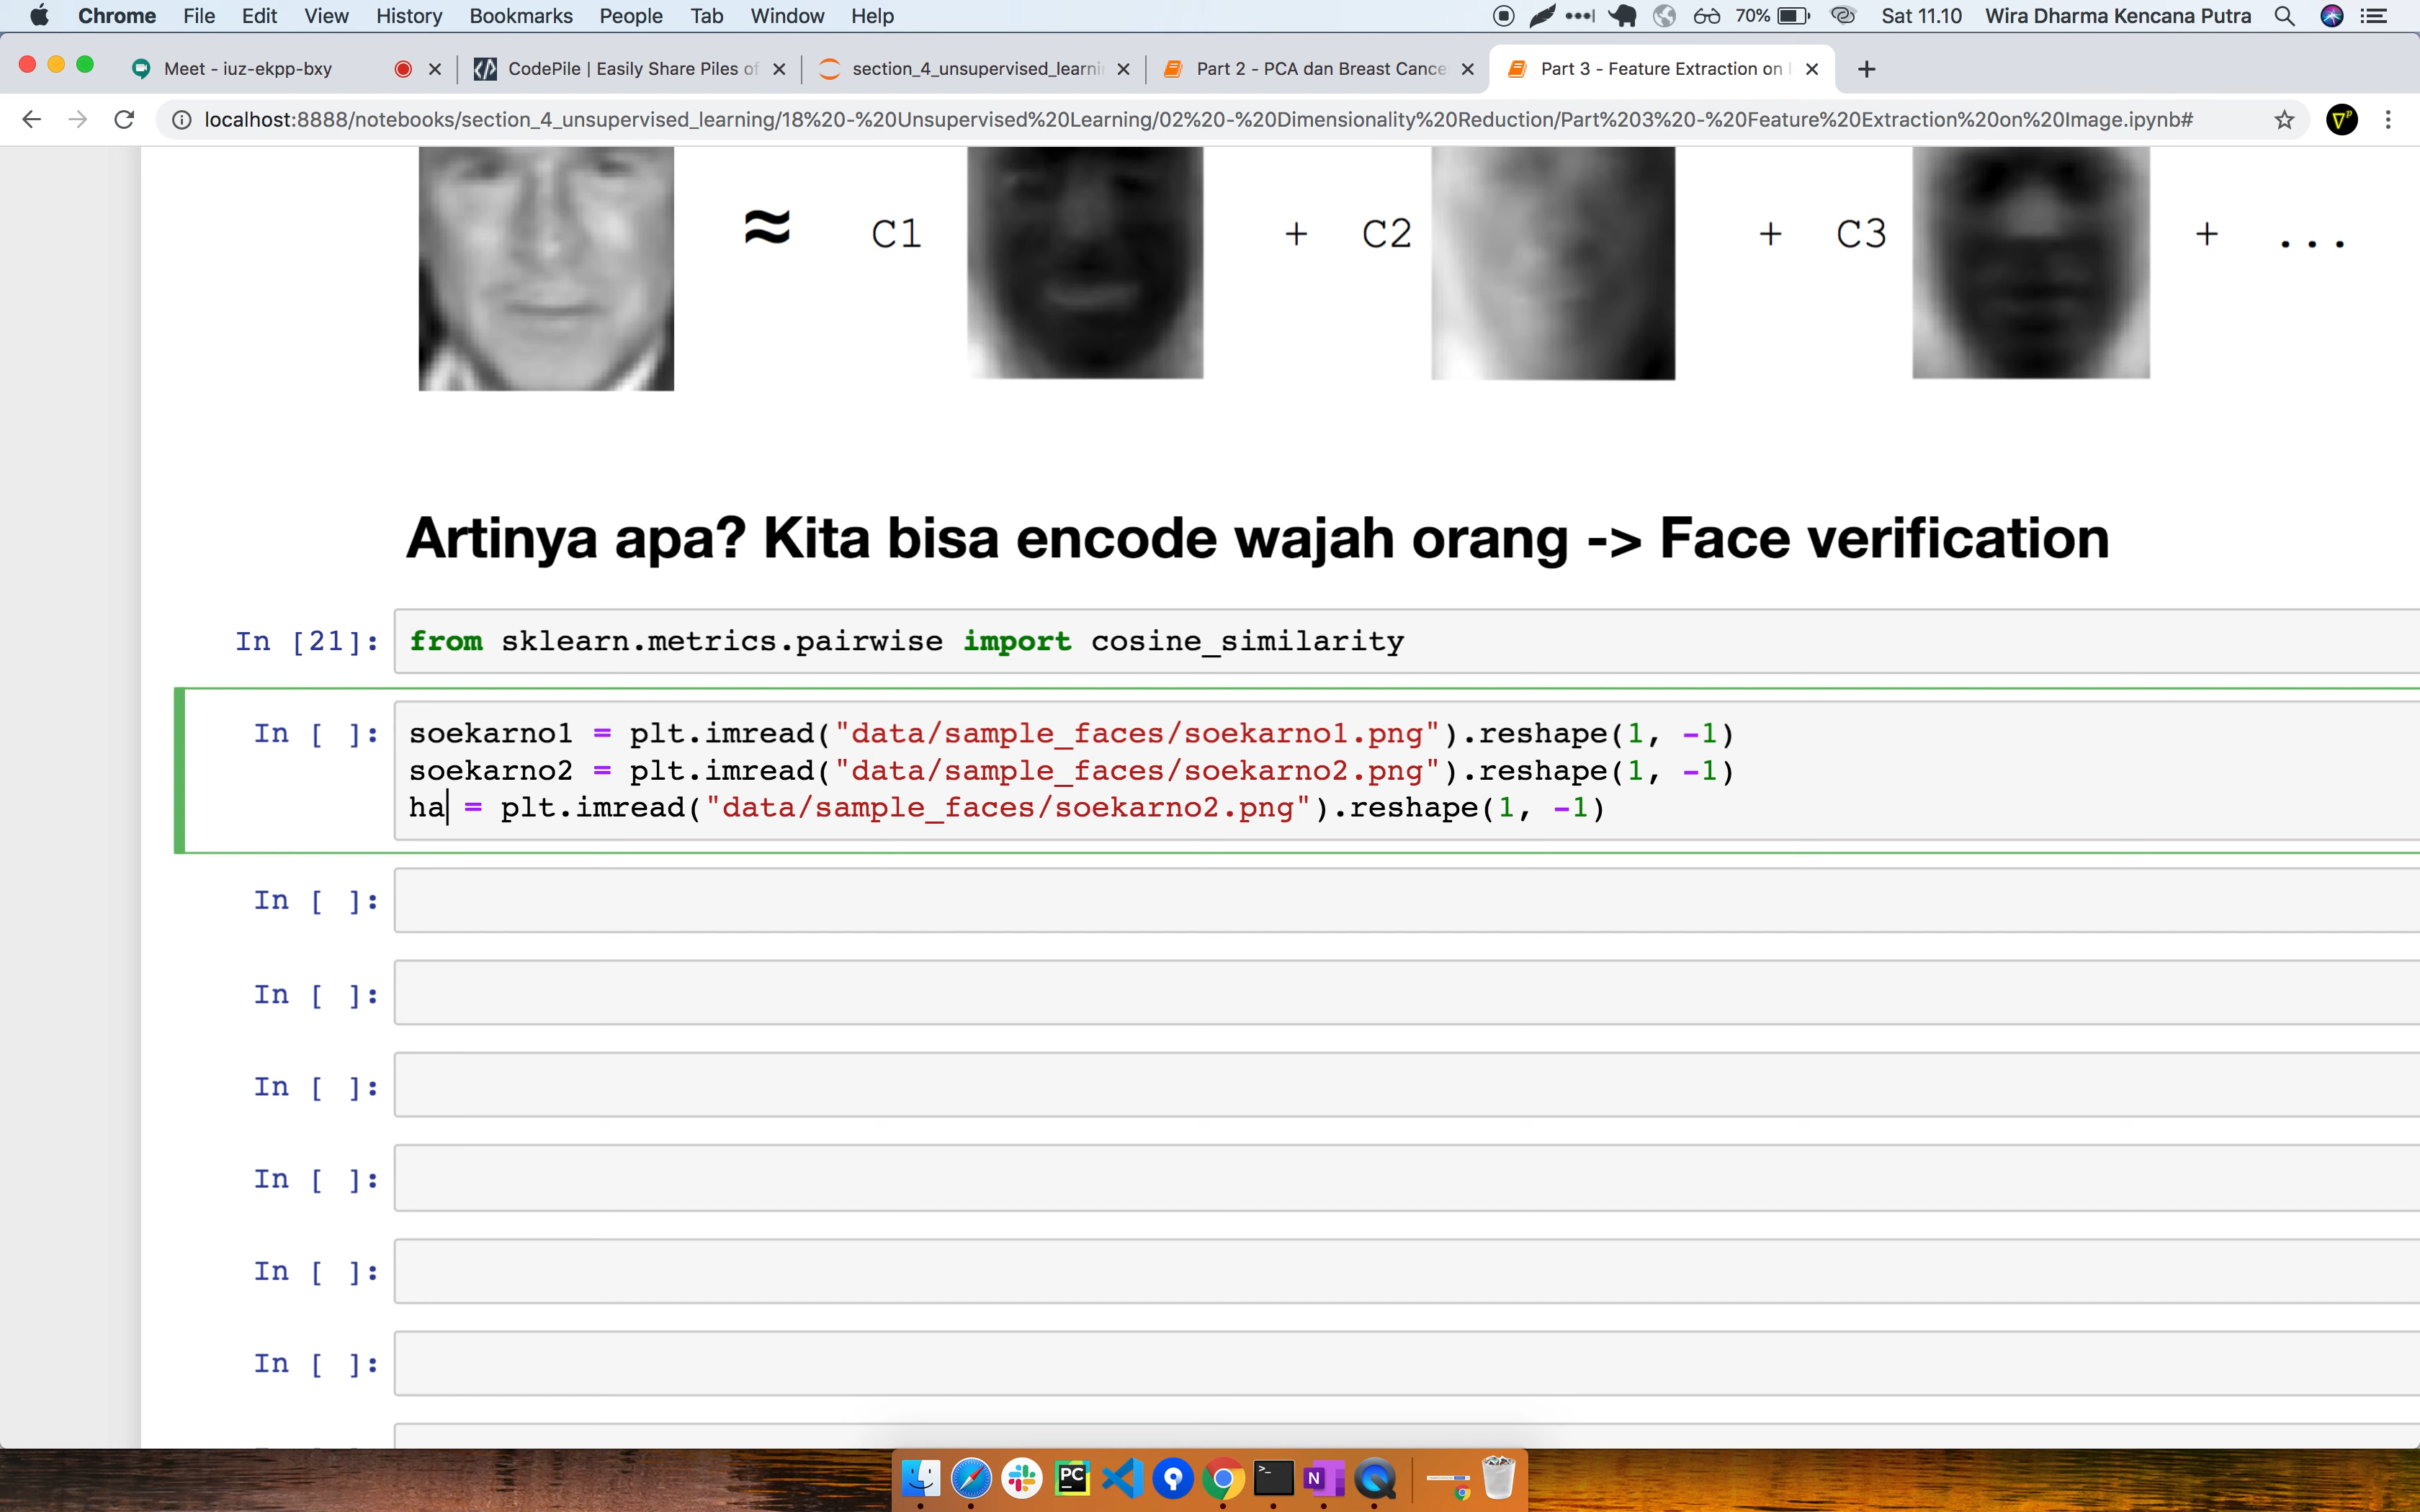 Chrome File Edit View History Bookmarks People Tab Window Help 70% Sat 11.10 Wira Dharma Kencana Putra
Meet - iuz-ekpp-bxy CodePile | Easily Share Piles of section_4_unsupervised_learni Part 2 - PCA dan Breast Cance Part 3 - Feature Extraction on
localhost:8888/notebooks/section_4_unsupervised_learning/18%20-%20Unsupervised%20Learning/02%20-%20Dimensionality%20Reduction/Part%203%20-%20Feature%20Extraction%20on%20Image.ipynb#
≈ C1 + C2 + C3 + ...
Artinya apa? Kita bisa encode wajah orang -> Face verification
In [21]: from sklearn.metrics.pairwise import cosine_similarity
In [ ]: soekarno1 = plt.imread("data/sample_faces/soekarno1.png").reshape(1, -1)
soekarno2 = plt.imread("data/sample_faces/soekarno2.png").reshape(1, -1)
ha = plt.imread("data/sample_faces/soekarno2.png").reshape(1, -1)
In [ ]:
In [ ]:
In [ ]:
In [ ]:
In [ ]:
In [ ]:
PC >_ N